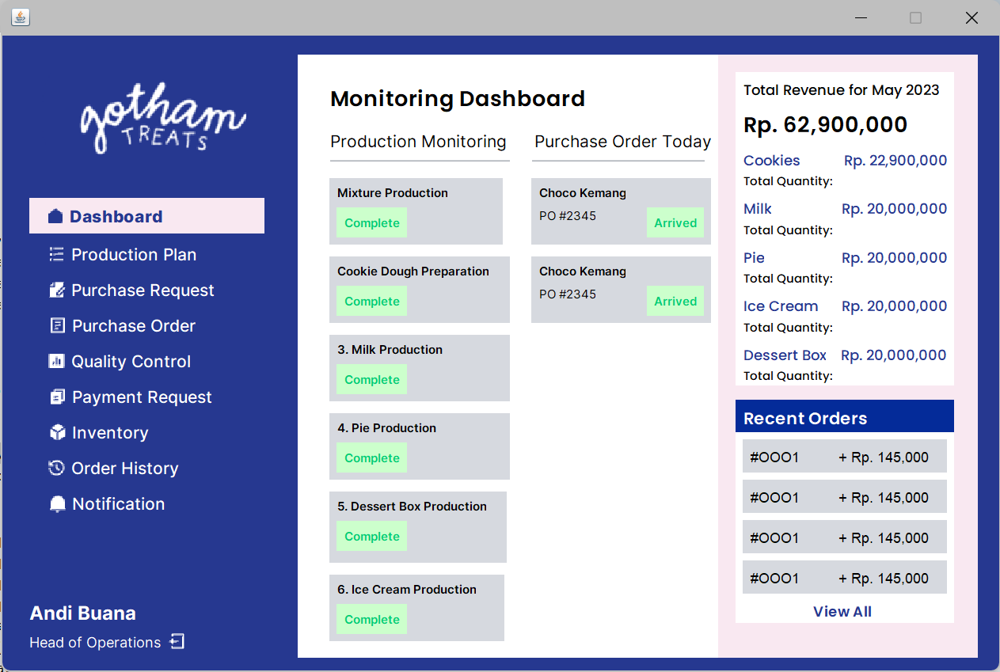 gotham
TREATS
Dashboard
Production Plan
Purchase Request
Purchase Order
Quality Control
Payment Request
Inventory
Order History
Notification
Andi Buana
Head of Operations
Monitoring Dashboard
Production Monitoring
Mixture Production
Complete
Cookie Dough Preparation
Complete
3. Milk Production
Complete
4. Pie Production
Complete
5. Dessert Box Production
Complete
6. Ice Cream Production
Complete
Purchase Order Today
Choco Kemang
PO #2345
Arrived
Choco Kemang
PO #2345
Arrived
Total Revenue for May 2023
Rp. 62,900,000
Cookies Rp. 22,900,000
Total Quantity:
Milk Rp. 20,000,000
Total Quantity:
Pie Rp. 20,000,000
Total Quantity:
Ice Cream Rp. 20,000,000
Total Quantity:
Dessert Box Rp. 20,000,000
Total Quantity:
Recent Orders
#OOO1 + Rp. 145,000
#OOO1 + Rp. 145,000
#OOO1 + Rp. 145,000
#OOO1 + Rp. 145,000
View All